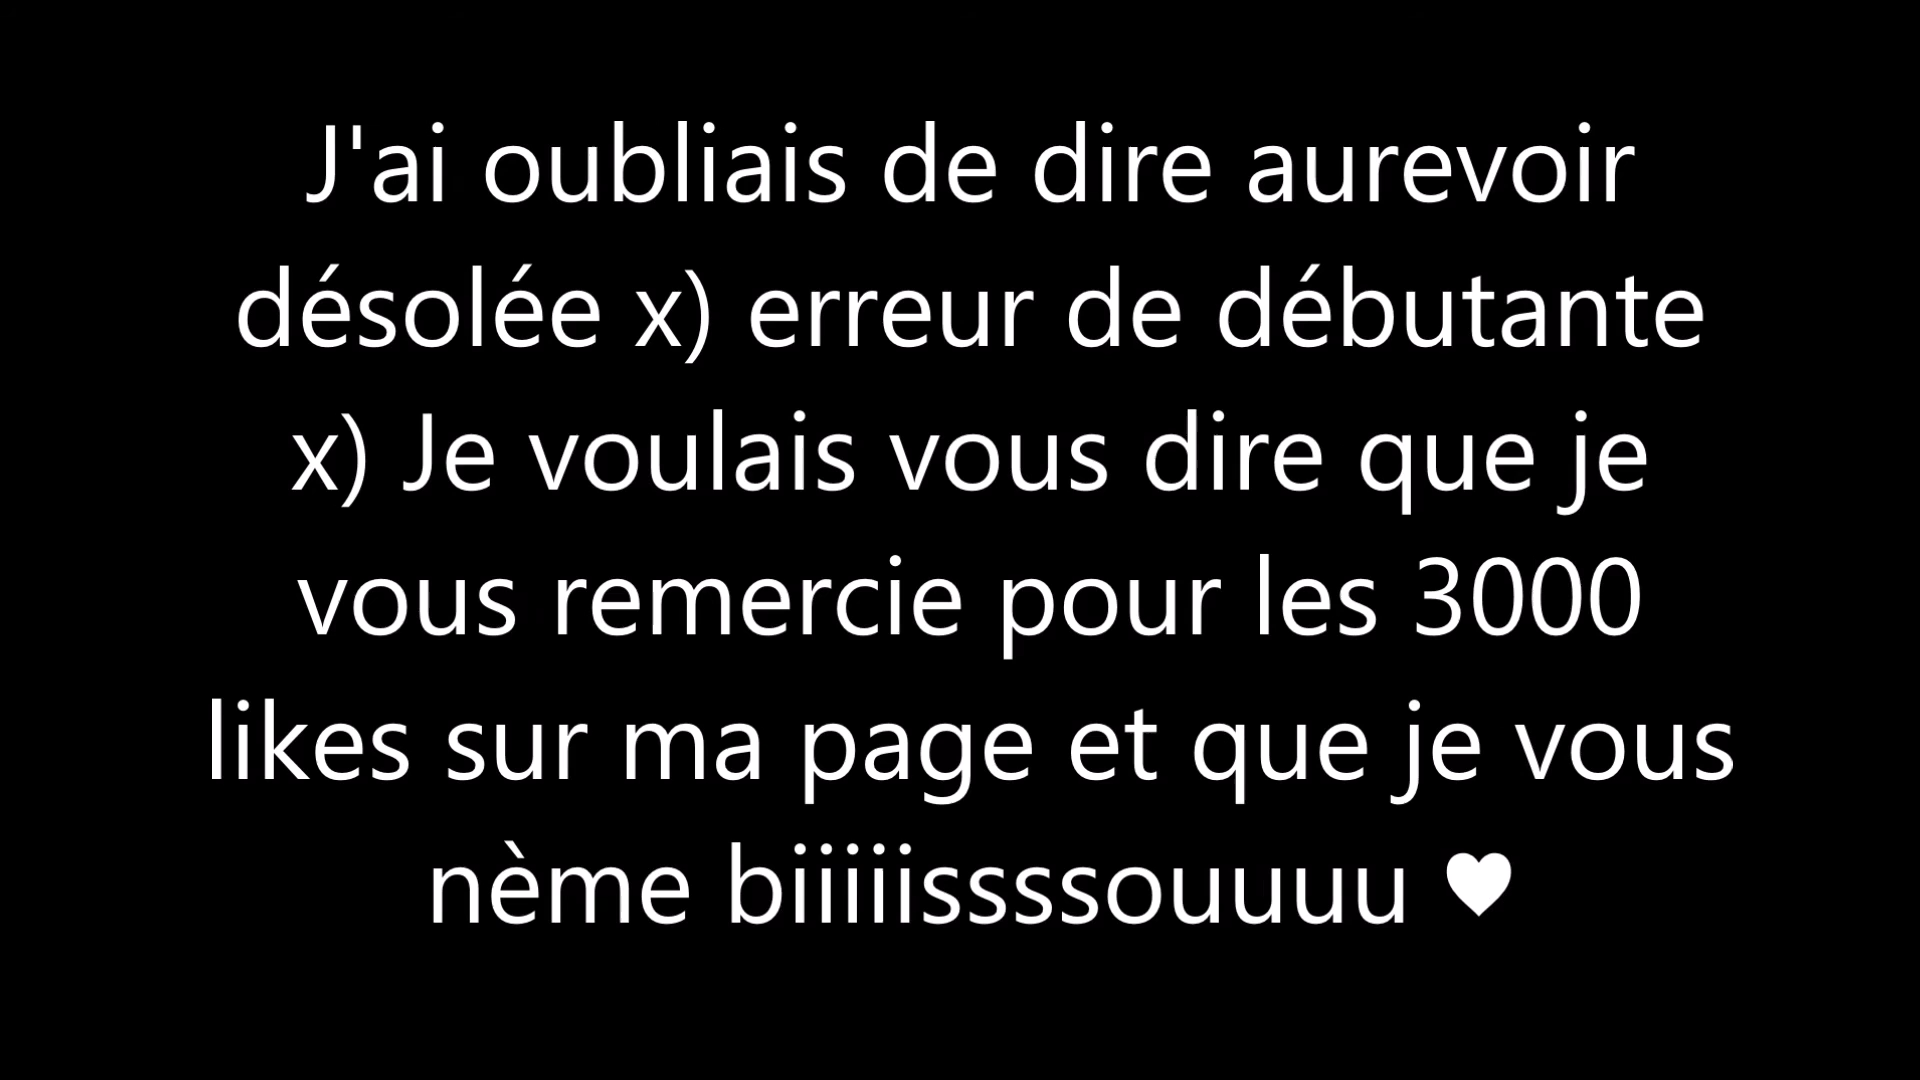 J'ai oubliais de dire aurevoir
désolée x) erreur de débutante
x) Je voulais vous dire que je
vous remercie pour les 3000
likes sur ma page et que je vous
nème biiiiissssouuuu ♥